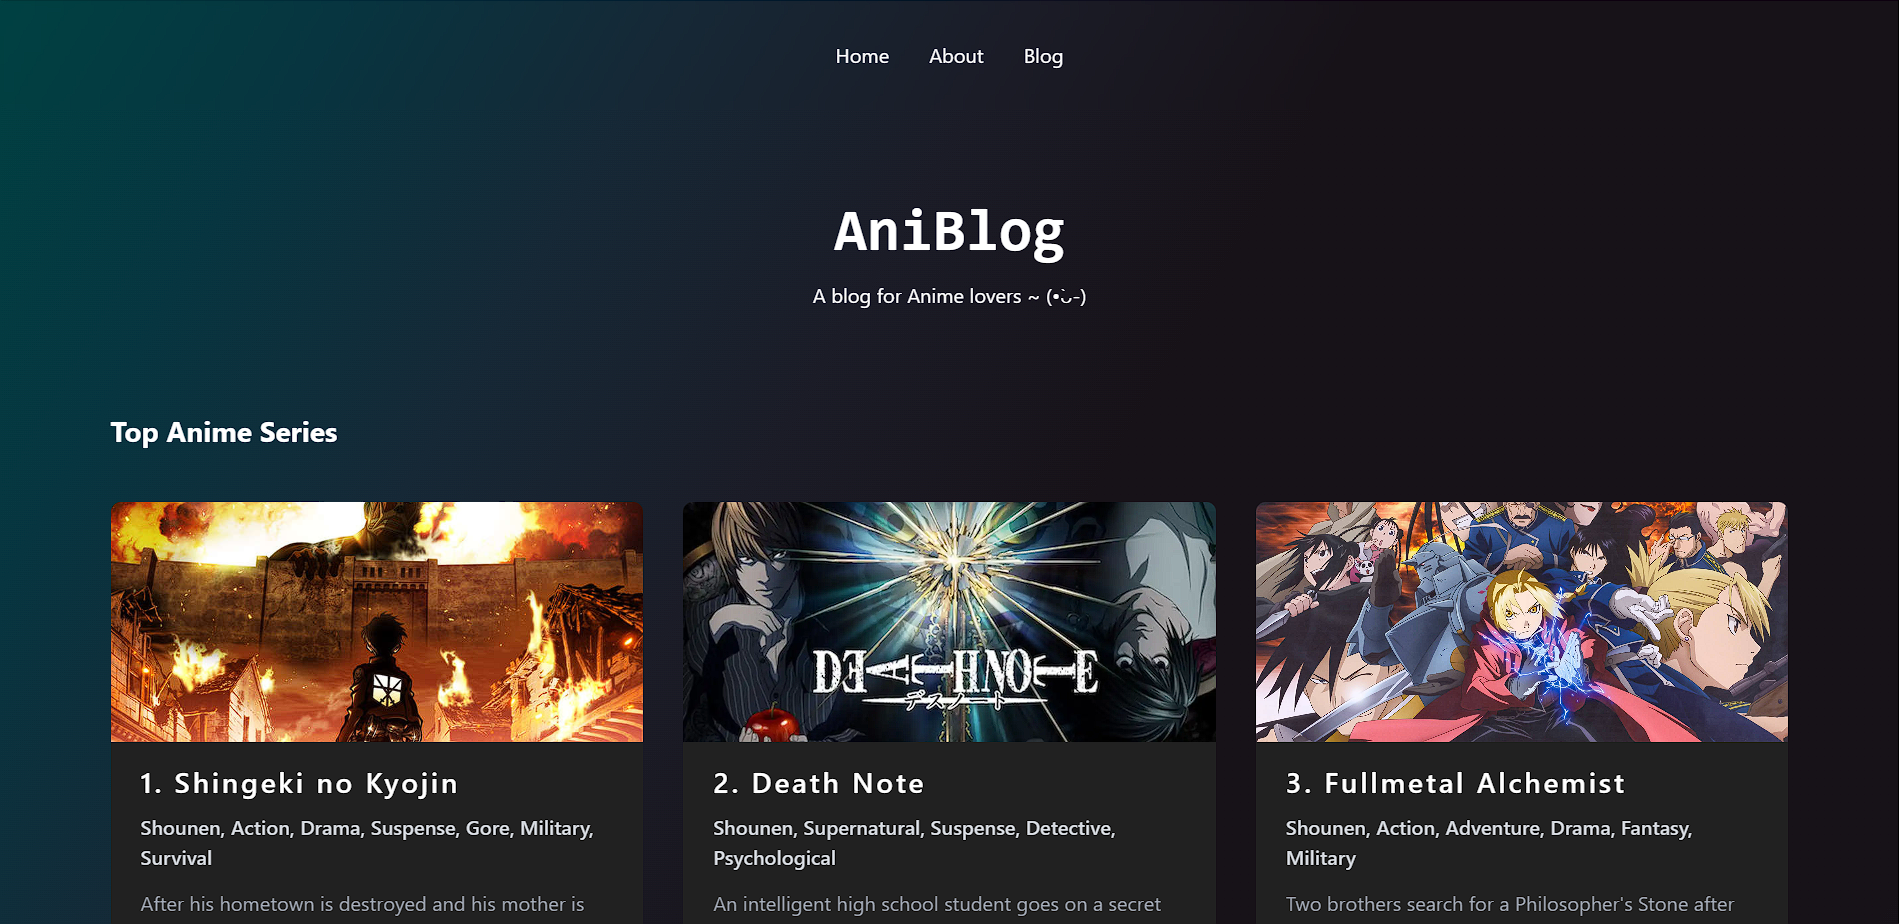 Home About Blog
AniBlog
A blog for Anime lovers ~ (•ᴗ̀-)
Top Anime Series
DEATH NOTE
デスノート
1. Shingeki no Kyojin
Shounen, Action, Drama, Suspense, Gore, Military,
Survival
After his hometown is destroyed and his mother is
2. Death Note
Shounen, Supernatural, Suspense, Detective,
Psychological
An intelligent high school student goes on a secret
3. Fullmetal Alchemist
Shounen, Action, Adventure, Drama, Fantasy,
Military
Two brothers search for a Philosopher's Stone after